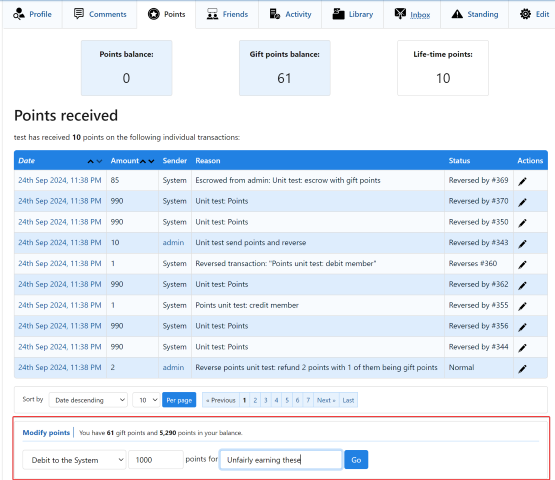 Profile Comments Points Friends Activity Library Inbox Standing Edit
Points balance: Gift points balance: Life-time points:
0 61 10
Points received
test has received 10 points on the following individual transactions:
Date Amount Sender Reason Status Actions
24th Sep 2024, 11:38 PM 85 System Escrowed from admin: Unit test: escrow with gift points Reversed by #369
24th Sep 2024, 11:38 PM 990 System Unit test: Points Reversed by #370
24th Sep 2024, 11:38 PM 990 System Unit test: Points Reversed by #350
24th Sep 2024, 11:38 PM 10 admin Unit test send points and reverse Reversed by #343
24th Sep 2024, 11:38 PM 1 System Reversed transaction: "Points unit test: debit member" Reverses #360
24th Sep 2024, 11:38 PM 990 System Unit test: Points Reversed by #362
24th Sep 2024, 11:38 PM 1 System Points unit test: credit member Reversed by #355
24th Sep 2024, 11:38 PM 990 System Unit test: Points Reversed by #356
24th Sep 2024, 11:38 PM 990 System Unit test: Points Reversed by #344
24th Sep 2024, 11:38 PM 2 admin Reverse points unit test: refund 2 points with 1 of them being gift points Normal
Sort by Date descending 10 Per page « Previous 1 2 3 4 5 6 7 Next » Last
Modify points You have 61 gift points and 5,290 points in your balance.
Debit to the System 1000 points for Unfairly earning these Go